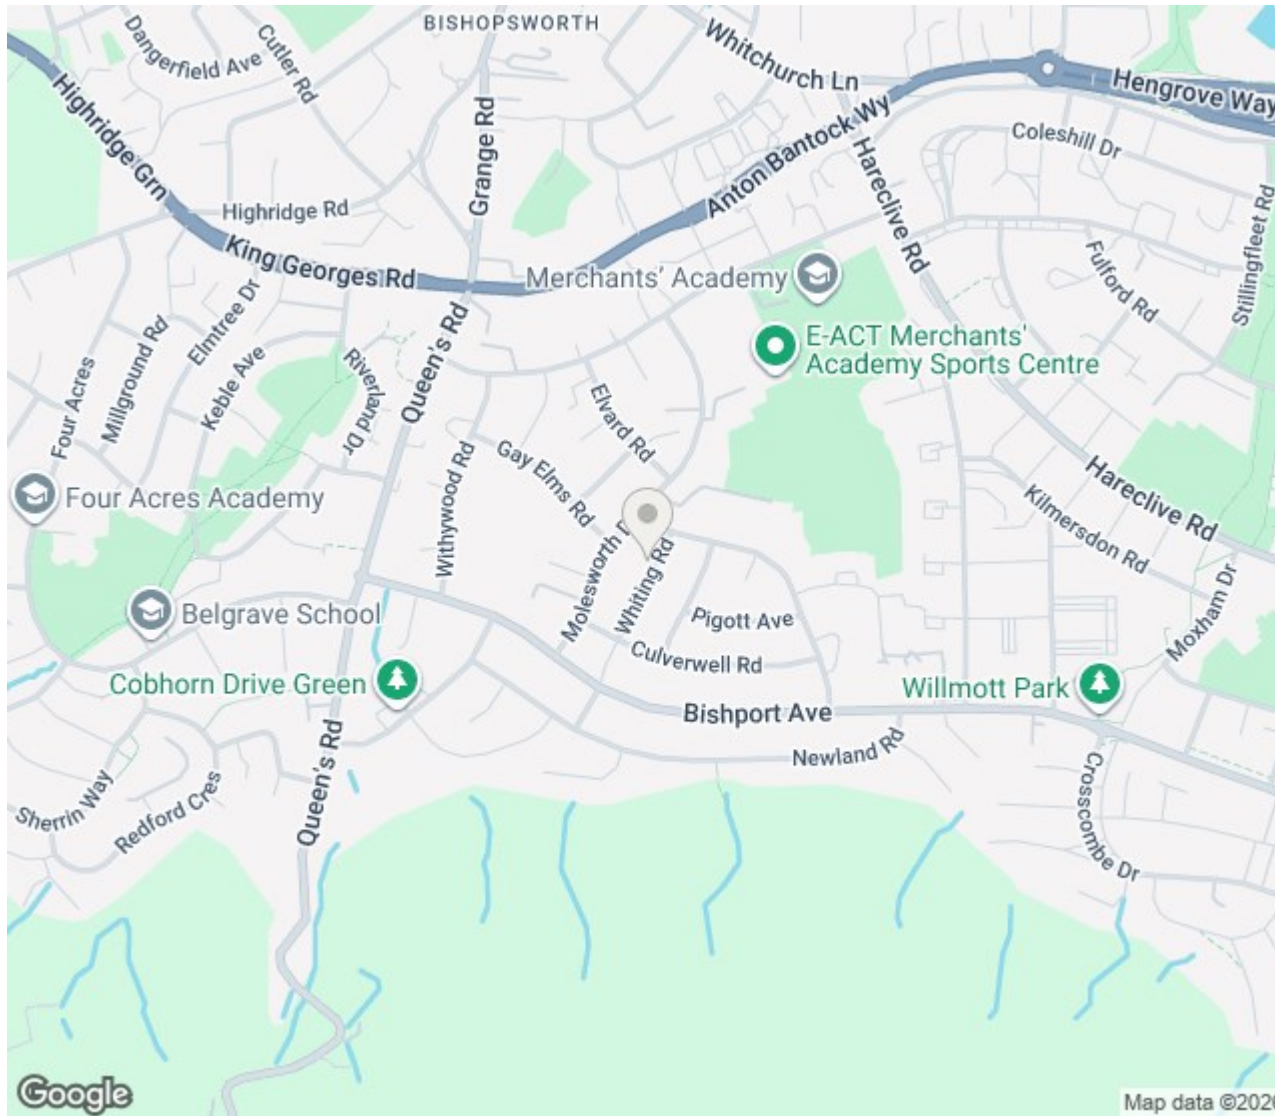 BISHOPSWORTH
Dangerfield Ave
Cutler Rd
Whitchurch Ln
Hengrove Way
Highridge Grn
Grange Rd
Anton Bantock Wy
Coleshill Dr
Hareclive Rd
Highridge Rd
Stillingfleet Rd
King Georges Rd
Merchants' Academy
Fulford Rd
Elmtree Dr
Millground Rd
E-ACT Merchants'
Academy Sports Centre
Queen's Rd
Four Acres
Keble Ave
Riverland Dr
Elvard Rd
Gay Elms Rd
Withywood Rd
Four Acres Academy
Hareclive Rd
Kilmersdon Rd
Molesworth D
Whiting Rd
Belgrave School
Pigott Ave
Moxham Dr
Culverwell Rd
Cobhorn Drive Green
Willmott Park
Bishport Ave
Newland Rd
Queen's Rd
Sherrin Way
Redford Cres
Crosscombe Dr
Google
Map data ©2026